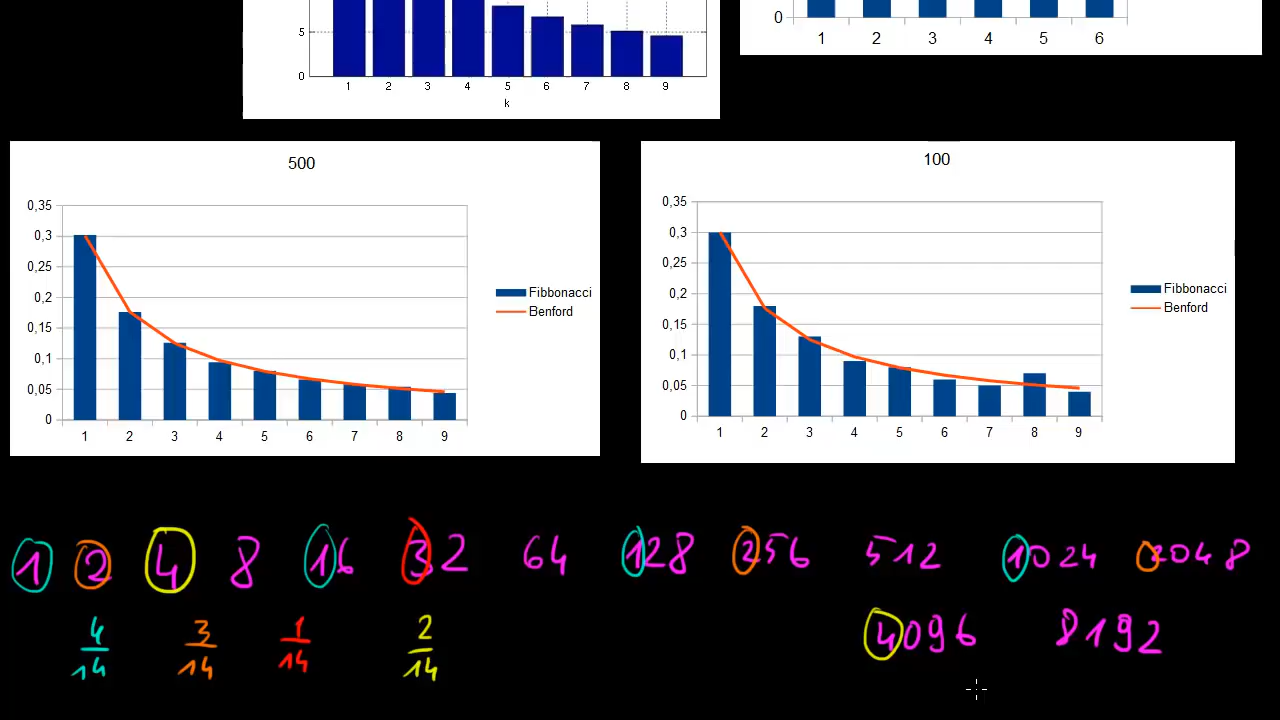 5
0
1 2 3 4 5 6 7 8 9
k
0
1 2 3 4 5 6
500
0,35
0,3
0,25
0,2
0,15
0,1
0,05
0
1 2 3 4 5 6 7 8 9
Fibbonacci
Benford
100
0,35
0,3
0,25
0,2
0,15
0,1
0,05
0
1 2 3 4 5 6 7 8 9
Fibbonacci
Benford
1 2 4 8 16 32 64 128 256 512 1024 2048
4/14 3/14 1/14 2/14 4096 8192